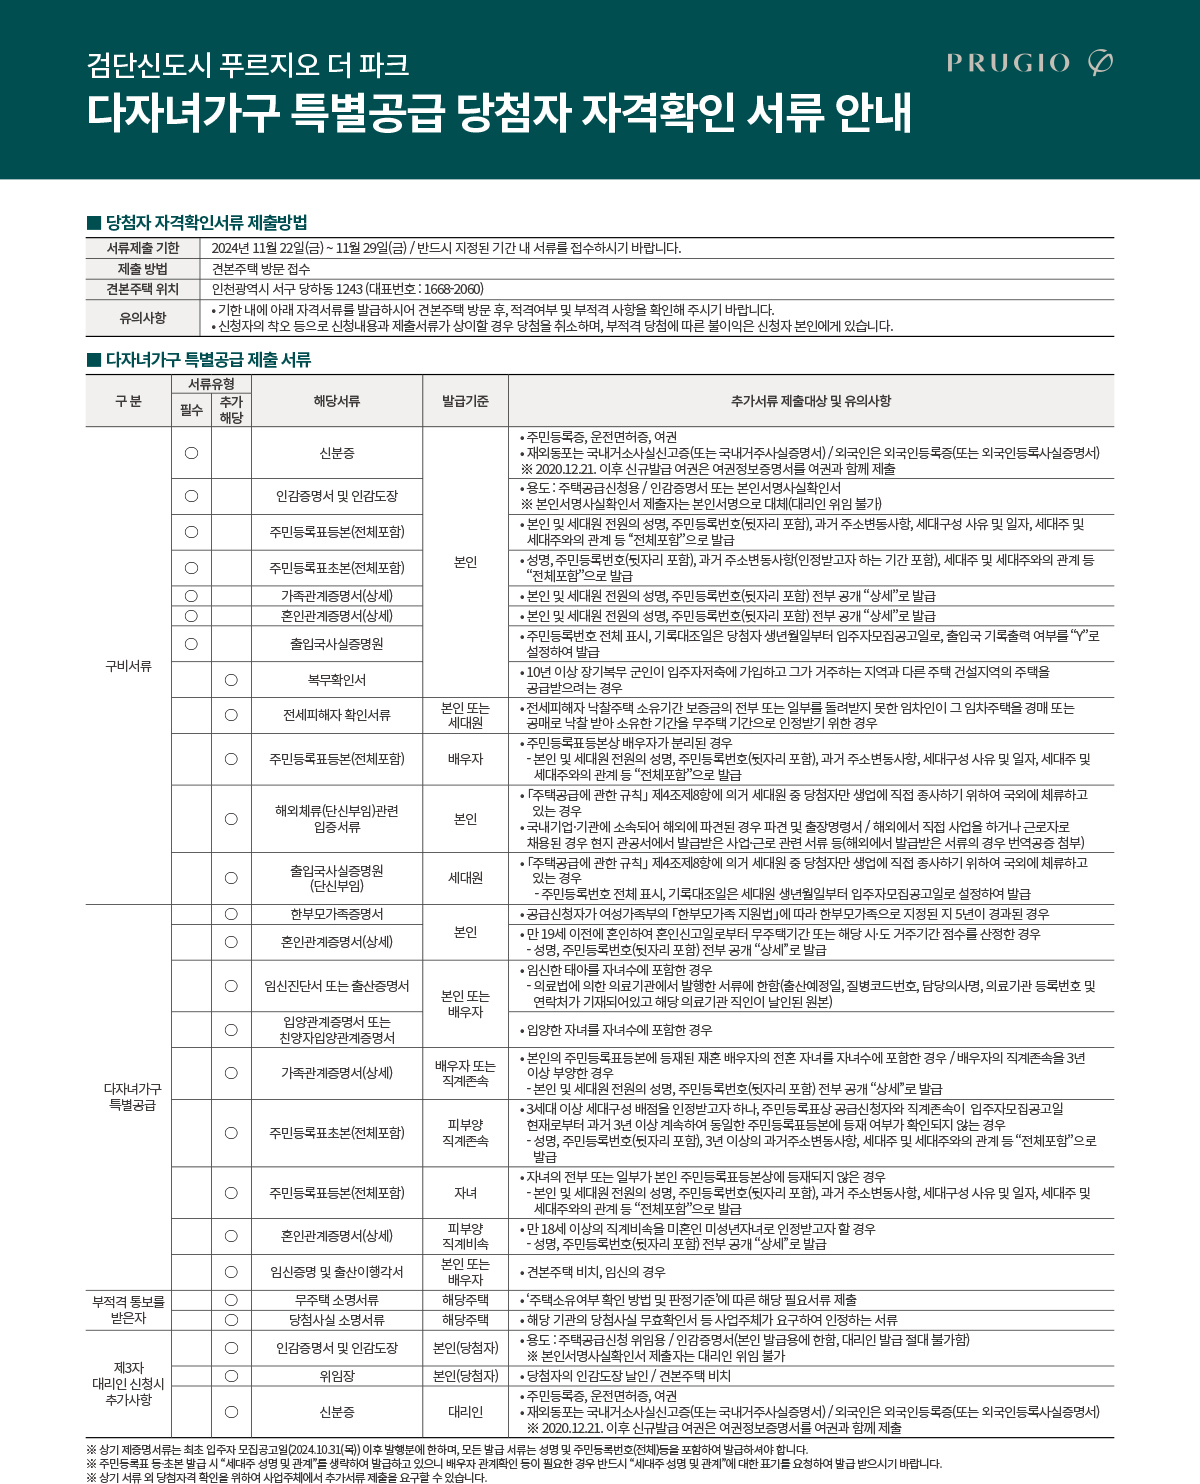 검단신도시 푸르지오 더 파크
PRUGIO
다자녀가구 특별공급 당첨자 자격확인 서류 안내
■ 당첨자 자격확인서류 제출방법
서류제출 기한 2024년 11월 22일(금) ~ 11월 29일(금) / 반드시 지정된 기간 내 서류를 접수하시기 바랍니다.
제출 방법 견본주택 방문 접수
견본주택 위치 인천광역시 서구 당하동 1243 (대표번호 : 1668-2060)
유의사항
• 기한 내에 아래 자격서류를 발급하시어 견본주택 방문 후, 적격여부 및 부적격 사항을 확인해 주시기 바랍니다.
• 신청자의 착오 등으로 신청내용과 제출서류가 상이할 경우 당첨을 취소하며, 부적격 당첨에 따른 불이익은 신청자 본인에게 있습니다.
■ 다자녀가구 특별공급 제출 서류
구 분 서류유형 해당서류 발급기준 추가서류 제출대상 및 유의사항
필수 추가
해당
구비서류
○ 신분증 본인
• 주민등록증, 운전면허증, 여권
• 재외동포는 국내거소사실신고증(또는 국내거주사실증명서) / 외국인은 외국인등록증(또는 외국인등록사실증명서)
※ 2020.12.21. 이후 신규발급 여권은 여권정보증명서를 여권과 함께 제출
○ 인감증명서 및 인감도장
• 용도 : 주택공급신청용 / 인감증명서 또는 본인서명사실확인서
※ 본인서명사실확인서 제출자는 본인서명으로 대체(대리인 위임 불가)
○ 주민등록표등본(전체포함)
• 본인 및 세대원 전원의 성명, 주민등록번호(뒷자리 포함), 과거 주소변동사항, 세대구성 사유 및 일자, 세대주 및
세대주와의 관계 등 “전체포함”으로 발급
○ 주민등록표초본(전체포함)
• 성명, 주민등록번호(뒷자리 포함), 과거 주소변동사항(인정받고자 하는 기간 포함), 세대주 및 세대주와의 관계 등
“전체포함”으로 발급
○ 가족관계증명서(상세) • 본인 및 세대원 전원의 성명, 주민등록번호(뒷자리 포함) 전부 공개 “상세”로 발급
○ 혼인관계증명서(상세) • 본인 및 세대원 전원의 성명, 주민등록번호(뒷자리 포함) 전부 공개 “상세”로 발급
○ 출입국사실증명원
• 주민등록번호 전체 표시, 기록대조일은 당첨자 생년월일부터 입주자모집공고일로, 출입국 기록출력 여부를 “Y”로
설정하여 발급
○ 복무확인서
• 10년 이상 장기복무 군인이 입주자저축에 가입하고 그가 거주하는 지역과 다른 주택 건설지역의 주택을
공급받으려는 경우
○ 전세피해자 확인서류 본인 또는
세대원
• 전세피해자 낙찰주택 소유기간 보증금의 전부 또는 일부를 돌려받지 못한 임차인이 그 임차주택을 경매 또는
공매로 낙찰 받아 소유한 기간을 무주택 기간으로 인정받기 위한 경우
○ 주민등록표등본(전체포함) 배우자
• 주민등록표등본상 배우자가 분리된 경우
- 본인 및 세대원 전원의 성명, 주민등록번호(뒷자리 포함), 과거 주소변동사항, 세대구성 사유 및 일자, 세대주 및
세대주와의 관계 등 “전체포함”으로 발급
○ 해외체류(단신부임)관련
입증서류 본인
• 「주택공급에 관한 규칙」 제4조제8항에 의거 세대원 중 당첨자만 생업에 직접 종사하기 위하여 국외에 체류하고
있는 경우
• 국내기업·기관에 소속되어 해외에 파견된 경우 파견 및 출장명령서 / 해외에서 직접 사업을 하거나 근로자로
채용된 경우 현지 관공서에서 발급받은 사업·근로 관련 서류 등(해외에서 발급받은 서류의 경우 번역공증 첨부)
○ 출입국사실증명원
(단신부임) 세대원
• 「주택공급에 관한 규칙」 제4조제8항에 의거 세대원 중 당첨자만 생업에 직접 종사하기 위하여 국외에 체류하고
있는 경우
- 주민등록번호 전체 표시, 기록대조일은 세대원 생년월일부터 입주자모집공고일로 설정하여 발급
다자녀가구
특별공급
○ 한부모가족증명서 본인 • 공급신청자가 여성가족부의 「한부모가족 지원법」에 따라 한부모가족으로 지정된 지 5년이 경과된 경우
○ 혼인관계증명서(상세)
• 만 19세 이전에 혼인하여 혼인신고일로부터 무주택기간 또는 해당 시·도 거주기간 점수를 산정한 경우
- 성명, 주민등록번호(뒷자리 포함) 전부 공개 “상세”로 발급
○ 임신진단서 또는 출산증명서 본인 또는
배우자
• 임신한 태아를 자녀수에 포함한 경우
- 의료법에 의한 의료기관에서 발행한 서류에 한함(출산예정일, 질병코드번호, 담당의사명, 의료기관 등록번호 및
연락처가 기재되어있고 해당 의료기관 직인이 날인된 원본)
○ 입양관계증명서 또는
친양자입양관계증명서 • 입양한 자녀를 자녀수에 포함한 경우
○ 가족관계증명서(상세) 배우자 또는
직계존속
• 본인의 주민등록표등본에 등재된 재혼 배우자의 전혼 자녀를 자녀수에 포함한 경우 / 배우자의 직계존속을 3년
이상 부양한 경우
- 본인 및 세대원 전원의 성명, 주민등록번호(뒷자리 포함) 전부 공개 “상세”로 발급
○ 주민등록표초본(전체포함) 피부양
직계존속
• 3세대 이상 세대구성 배점을 인정받고자 하나, 주민등록표상 공급신청자와 직계존속이 입주자모집공고일
현재로부터 과거 3년 이상 계속하여 동일한 주민등록표등본에 등재 여부가 확인되지 않는 경우
- 성명, 주민등록번호(뒷자리 포함), 3년 이상의 과거주소변동사항, 세대주 및 세대주와의 관계 등 “전체포함”으로
발급
○ 주민등록표등본(전체포함) 자녀
• 자녀의 전부 또는 일부가 본인 주민등록표등본상에 등재되지 않은 경우
- 본인 및 세대원 전원의 성명, 주민등록번호(뒷자리 포함), 과거 주소변동사항, 세대구성 사유 및 일자, 세대주 및
세대주와의 관계 등 “전체포함”으로 발급
○ 혼인관계증명서(상세) 피부양
직계비속
• 만 18세 이상의 직계비속을 미혼인 미성년자녀로 인정받고자 할 경우
- 성명, 주민등록번호(뒷자리 포함) 전부 공개 “상세”로 발급
○ 임신증명 및 출산이행각서 본인 또는
배우자 • 견본주택 비치, 임신의 경우
부적격 통보를
받은자
○ 무주택 소명서류 해당주택 • ‘주택소유여부 확인 방법 및 판정기준’에 따른 해당 필요서류 제출
○ 당첨사실 소명서류 해당주택 • 해당 기관의 당첨사실 무효확인서 등 사업주체가 요구하여 인정하는 서류
제3자
대리인 신청시
추가사항
○ 인감증명서 및 인감도장 본인(당첨자)
• 용도 : 주택공급신청 위임용 / 인감증명서(본인 발급용에 한함, 대리인 발급 절대 불가함)
※ 본인서명사실확인서 제출자는 대리인 위임 불가
○ 위임장 본인(당첨자) • 당첨자의 인감도장 날인 / 견본주택 비치
○ 신분증 대리인
• 주민등록증, 운전면허증, 여권
• 재외동포는 국내거소사실신고증(또는 국내거주사실증명서) / 외국인은 외국인등록증(또는 외국인등록사실증명서)
※ 2020.12.21. 이후 신규발급 여권은 여권정보증명서를 여권과 함께 제출
※ 상기 제증명서류는 최초 입주자 모집공고일(2024.10.31(목)) 이후 발행분에 한하며, 모든 발급 서류는 성명 및 주민등록번호(전체)등을 포함하여 발급하셔야 합니다.
※ 주민등록표 등·초본 발급 시 “세대주 성명 및 관계”를 생략하여 발급하고 있으니 배우자 관계확인 등이 필요한 경우 반드시 “세대주 성명 및 관계”에 대한 표기를 요청하여 발급 받으시기 바랍니다.
※ 상기 서류 외 당첨자격 확인을 위하여 사업주체에서 추가서류 제출을 요구할 수 있습니다.